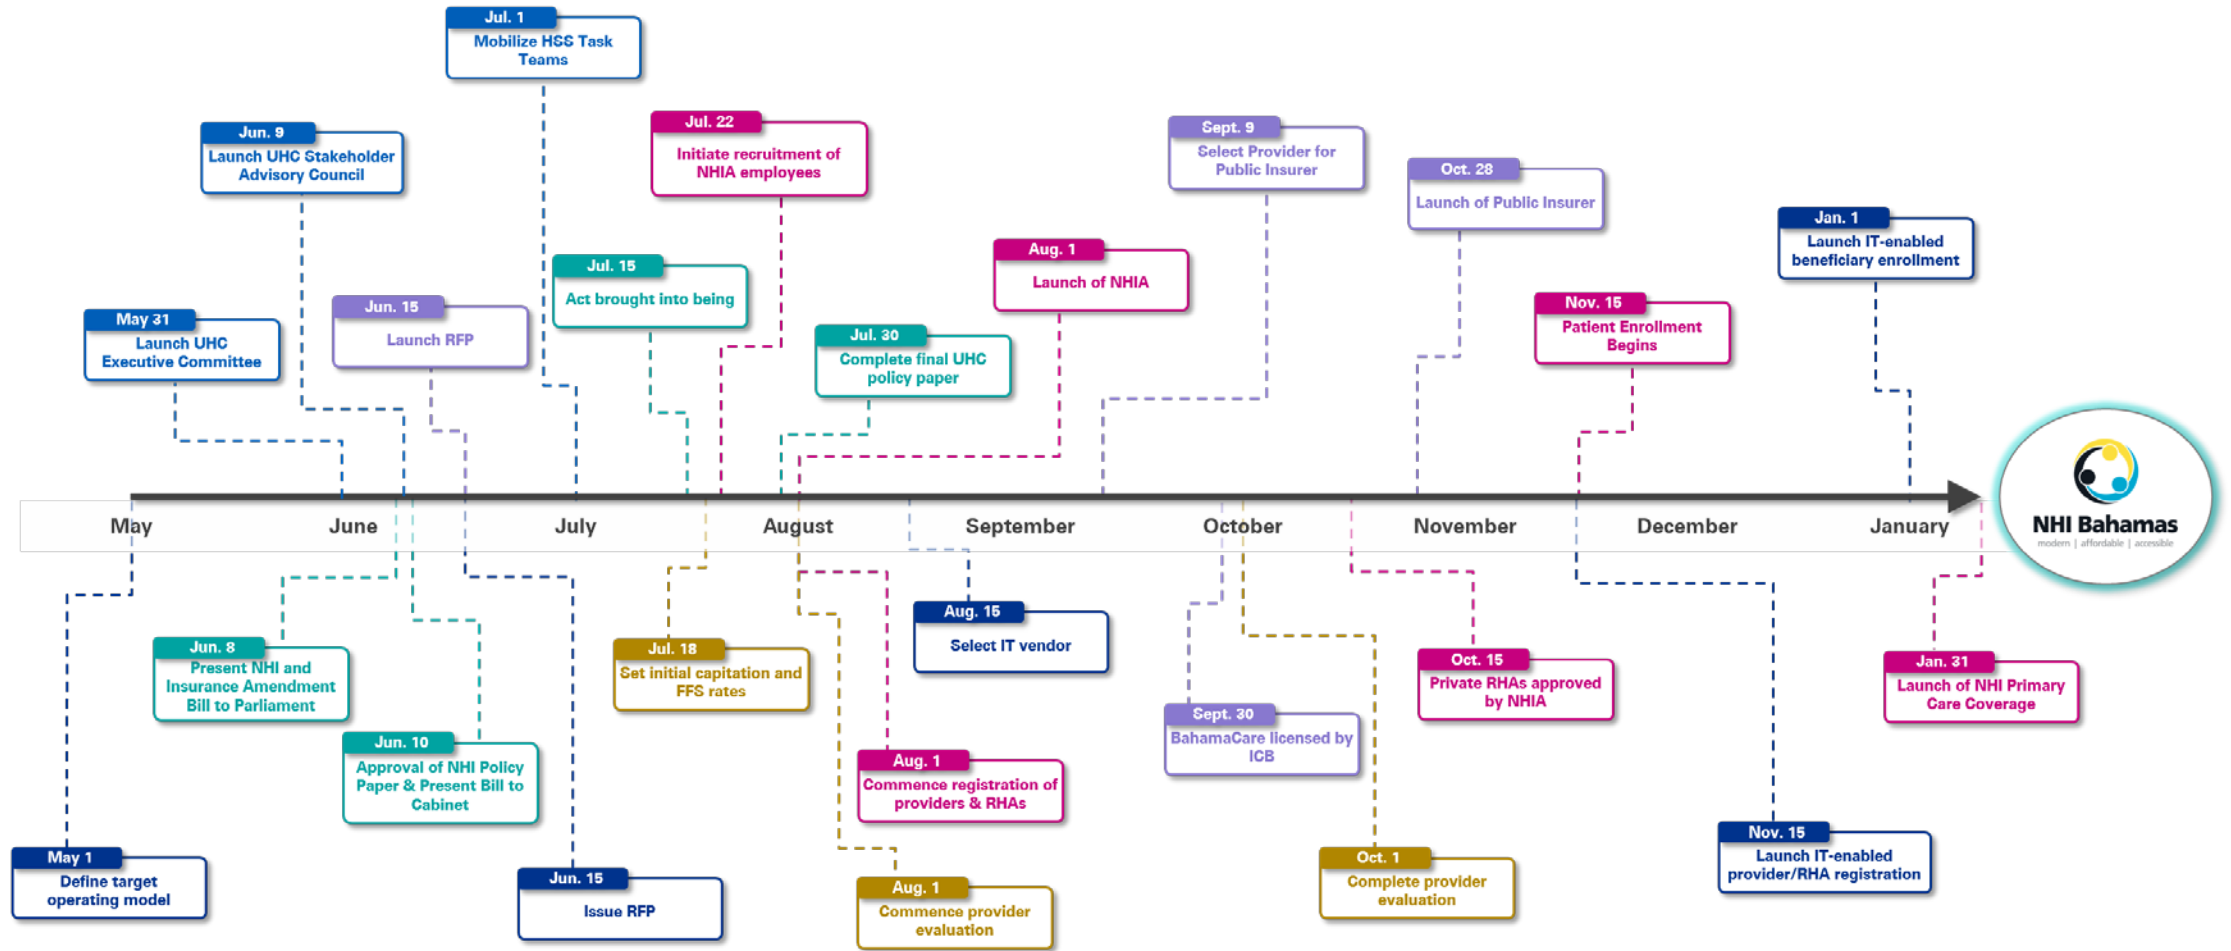 Jul. 1
Mobilize HSS Task
Teams
Jun. 9
Launch UHC Stakeholder
Advisory Council
Jul. 22
Initiate recruitment of
NHIA employees
Sept. 9
Select Provider for
Public Insurer
Oct. 28
Launch of Public Insurer
Jan. 1
Launch IT-enabled
beneficiary enrollment
Aug. 1
Launch of NHIA
Jul. 15
Act brought into being
Jun. 15
Launch RFP
May 31
Launch UHC
Executive Committee
Jul. 30
Complete final UHC
policy paper
Nov. 15
Patient Enrollment
Begins
May
June
July
August
September
October
November
December
January
NHI Bahamas
modern | affordable | accessible
Jun. 8
Present NHI and
Insurance Amendment
Bill to Parliament
Jun. 10
Approval of NHI Policy
Paper & Present Bill to
Cabinet
Jul. 18
Set initial capitation and
FFS rates
Aug. 15
Select IT vendor
Oct. 15
Private RHAs approved
by NHIA
Jan. 31
Launch of NHI Primary
Care Coverage
Sept. 30
BahamaCare licensed by
ICB
Aug. 1
Commence registration of
providers & RHAs
May 1
Define target
operating model
Jun. 15
Issue RFP
Aug. 1
Commence provider
evaluation
Oct. 1
Complete provider
evaluation
Nov. 15
Launch IT-enabled
provider/RHA registration